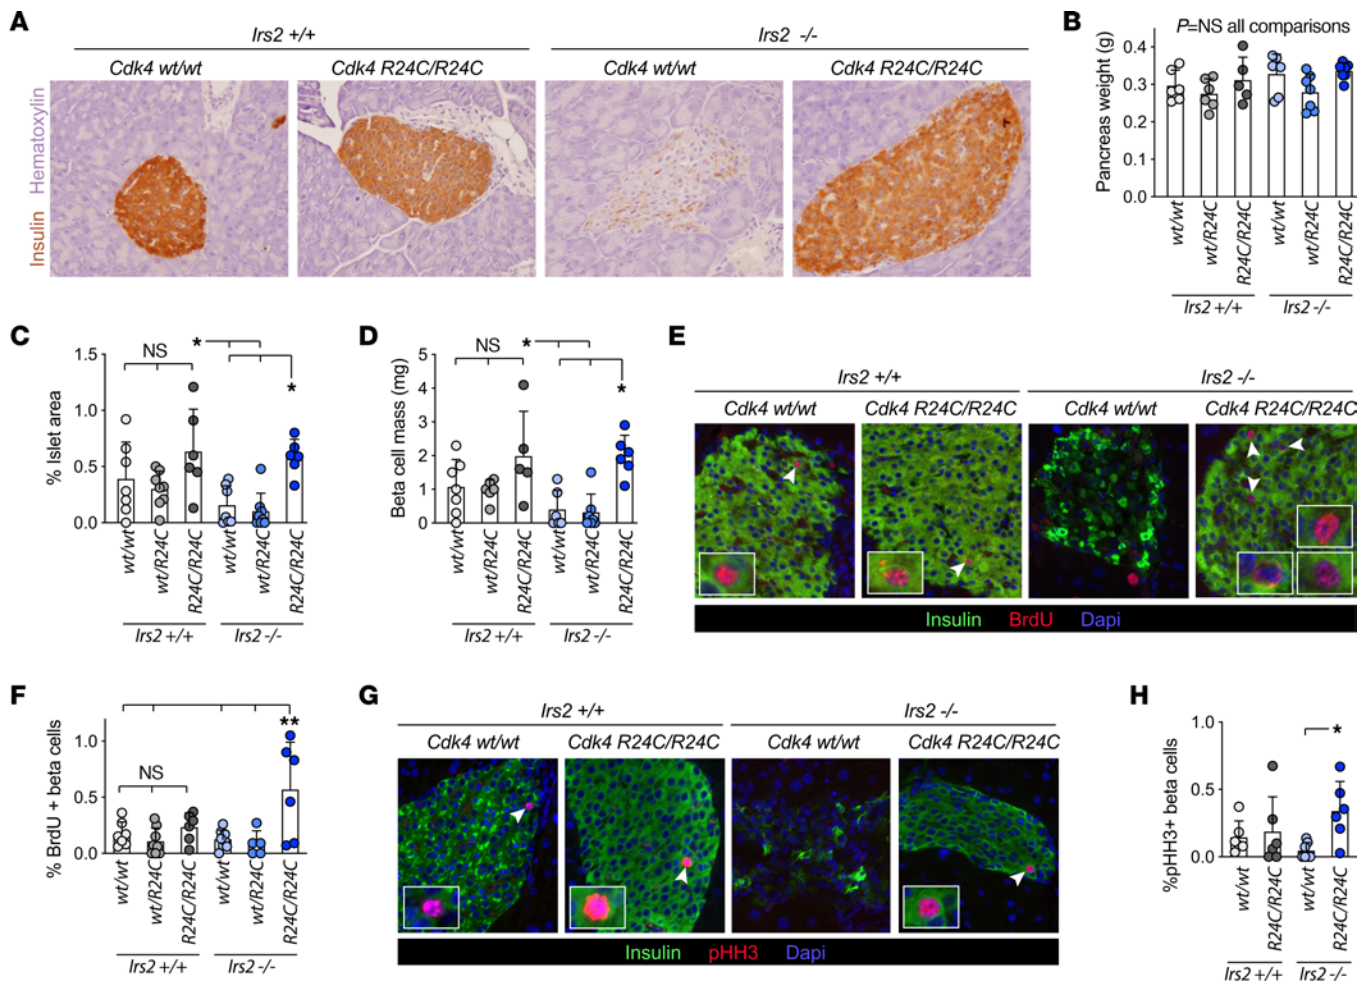 A
Irs2 +/+
Irs2 -/-
Cdk4 wt/wt
Cdk4 R24C/R24C
Cdk4 wt/wt
Cdk4 R24C/R24C
Insulin Hematoxylin
B
P=NS all comparisons
Pancreas weight (g)
0.4
0.3
0.2
0.1
0.0
wt/wt
wt/R24C
R24C/R24C
wt/wt
wt/R24C
R24C/R24C
Irs2 +/+
Irs2 -/-
C
% Islet area
1.5
1.0
0.5
0.0
NS
*
*
wt/wt
wt/R24C
R24C/R24C
wt/wt
wt/R24C
R24C/R24C
Irs2 +/+
Irs2 -/-
D
Beta cell mass (mg)
5
4
3
2
1
0
NS
*
*
wt/wt
wt/R24C
R24C/R24C
wt/wt
wt/R24C
R24C/R24C
Irs2 +/+
Irs2 -/-
E
Irs2 +/+
Irs2 -/-
Cdk4 wt/wt
Cdk4 R24C/R24C
Cdk4 wt/wt
Cdk4 R24C/R24C
Insulin BrdU Dapi
F
% BrdU + beta cells
1.0
0.5
0.0
NS
**
wt/wt
wt/R24C
R24C/R24C
wt/wt
wt/R24C
R24C/R24C
Irs2 +/+
Irs2 -/-
G
Irs2 +/+
Irs2 -/-
Cdk4 wt/wt
Cdk4 R24C/R24C
Cdk4 wt/wt
Cdk4 R24C/R24C
Insulin pHH3 Dapi
H
%pHH3+ beta cells
1.0
0.5
0.0
*
wt/wt
R24C/R24C
wt/wt
R24C/R24C
Irs2 +/+
Irs2 -/-